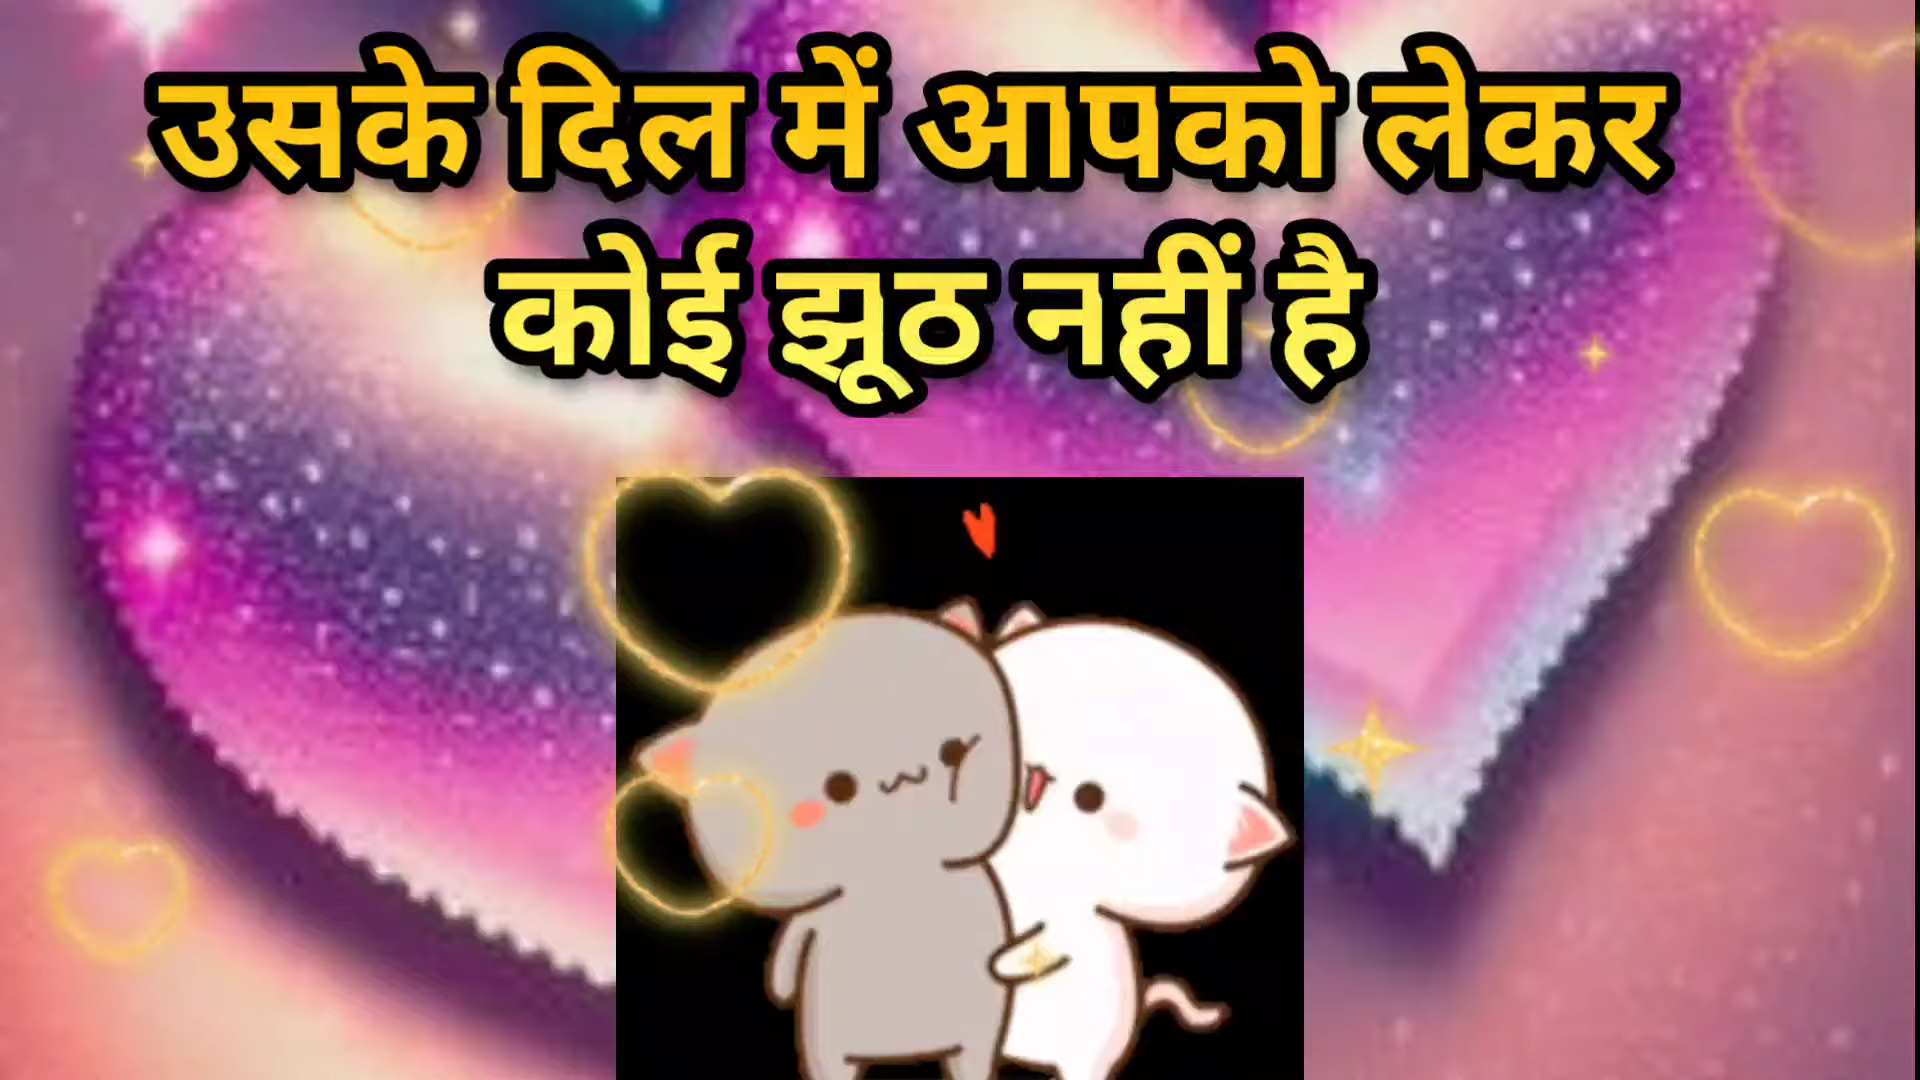 उसके दिल में आपको लेकर
कोई झूठ नहीं है